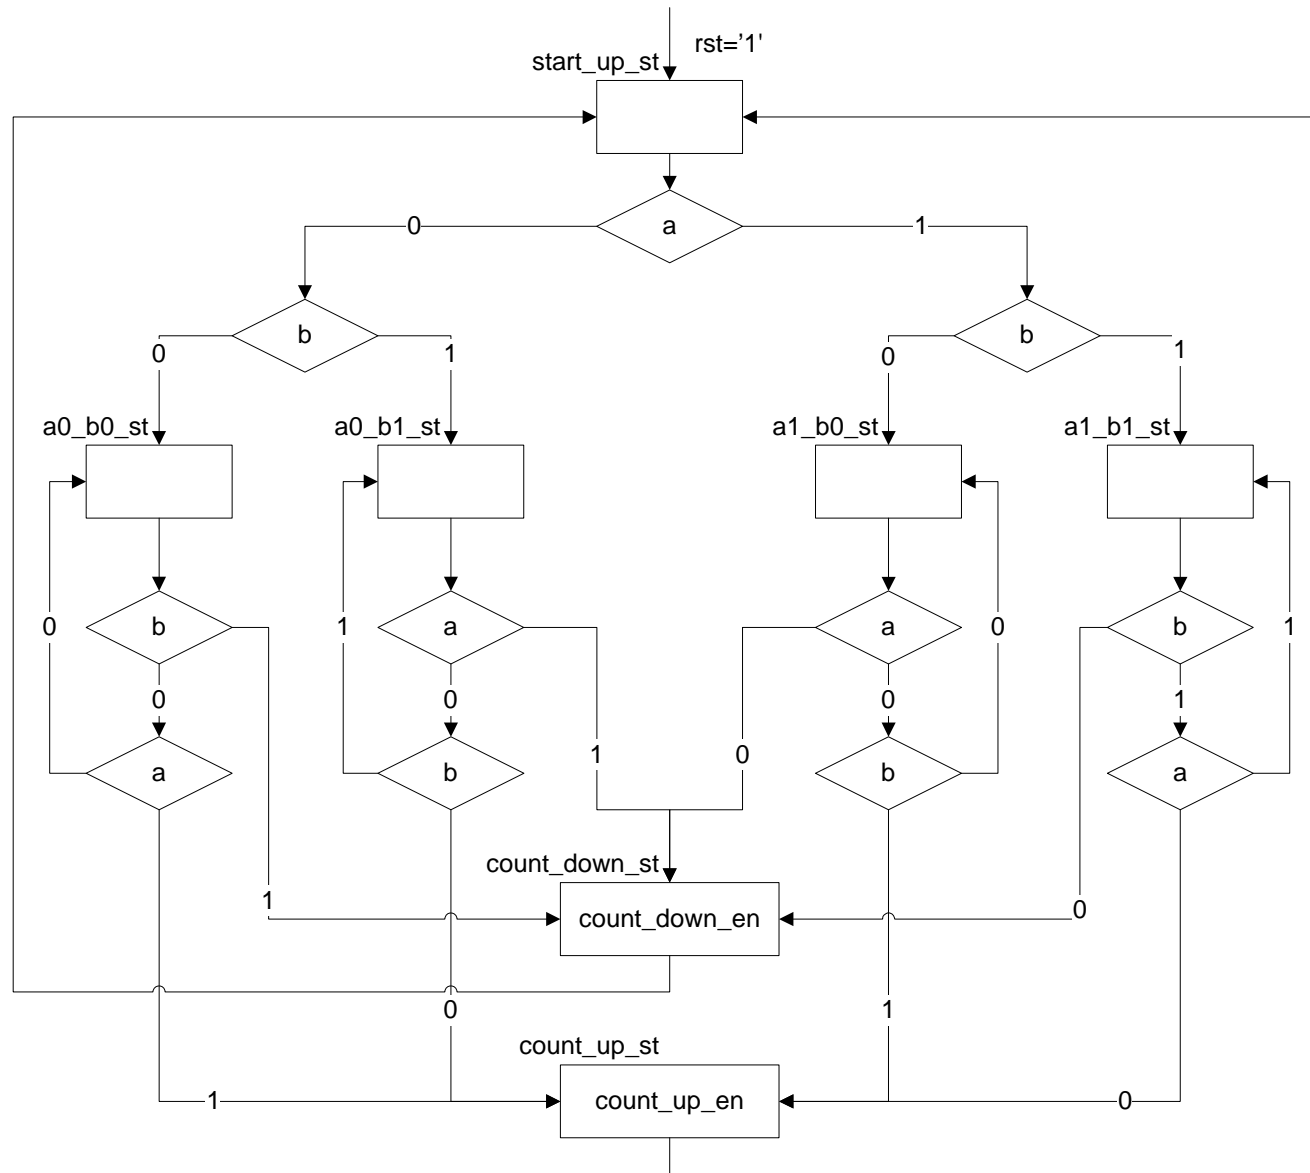 rst='1'
start_up_st
a
0
1
b
b
0
1
0
1
a0_b0_st
a0_b1_st
a1_b0_st
a1_b1_st
0
b
1
a
a
0
b
1
0
0
0
1
a
b
b
a
1
0
count_down_st
1
count_down_en
0
0
1
count_up_st
1
count_up_en
0